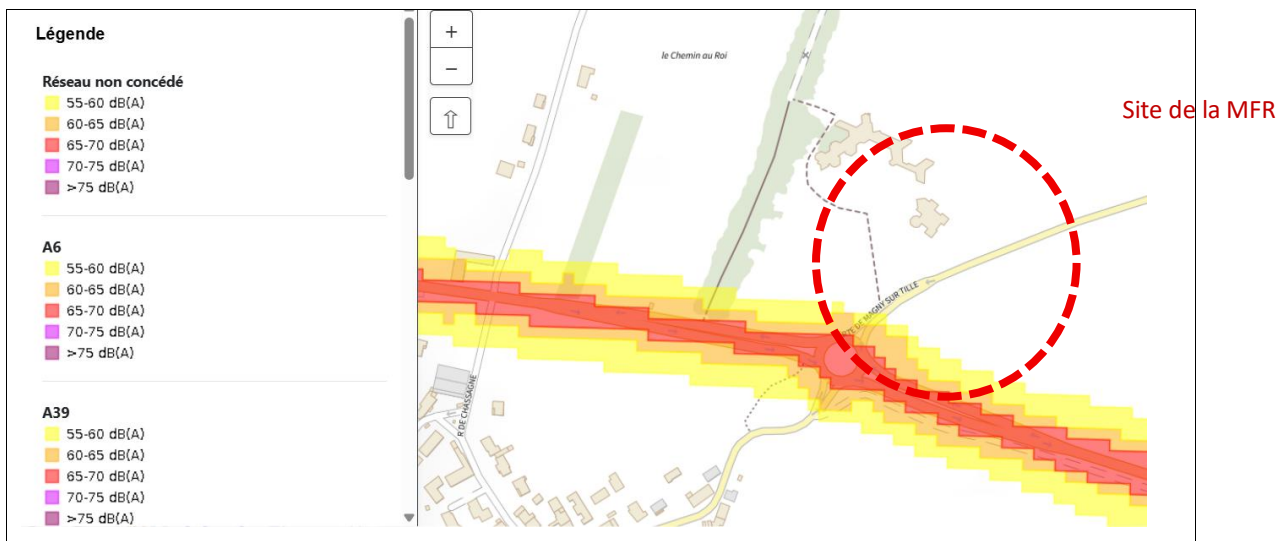 Légende
Réseau non concédé
55-60 dB(A)
60-65 dB(A)
65-70 dB(A)
70-75 dB(A)
>75 dB(A)
A6
55-60 dB(A)
60-65 dB(A)
65-70 dB(A)
70-75 dB(A)
>75 dB(A)
A39
55-60 dB(A)
60-65 dB(A)
65-70 dB(A)
70-75 dB(A)
>75 dB(A)
+
−
⇧
le Chemin au Roi
Site de la MFR
DE MAGNY SUR TILLE
R DE CHASSAGNE